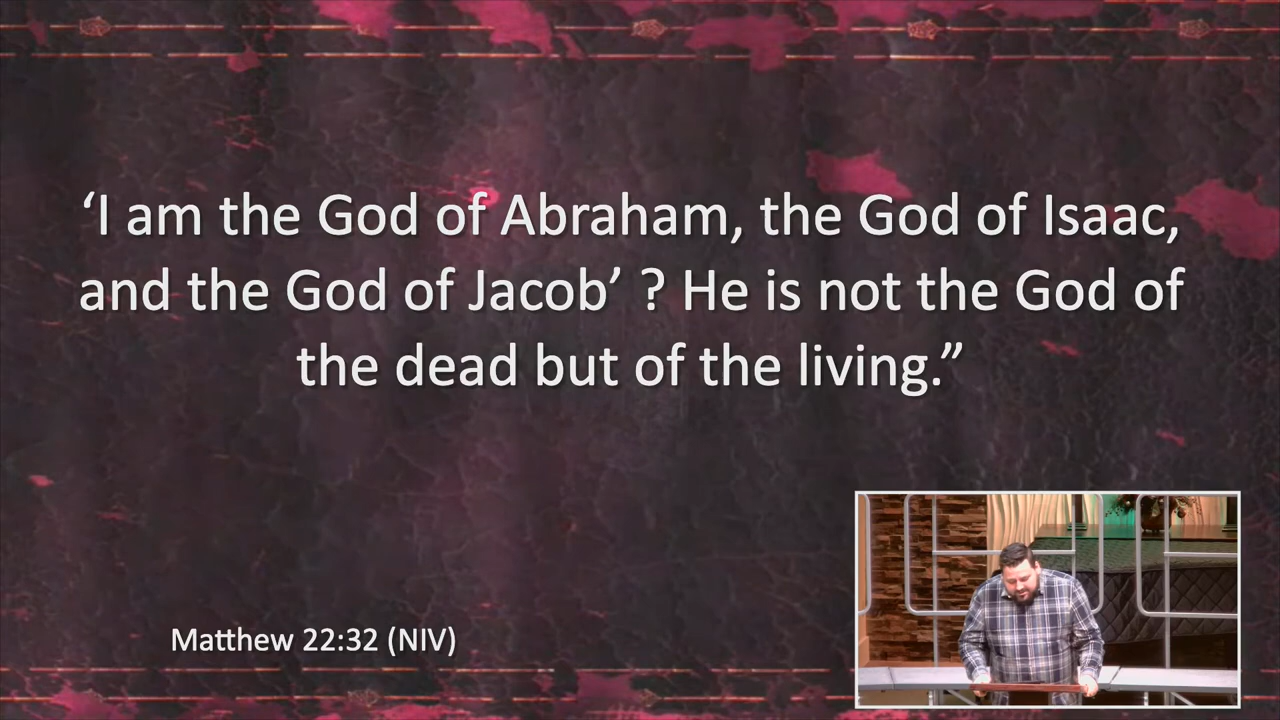 ‘I am the God of Abraham, the God of Isaac,
and the God of Jacob’ ? He is not the God of
the dead but of the living.”
Matthew 22:32 (NIV)